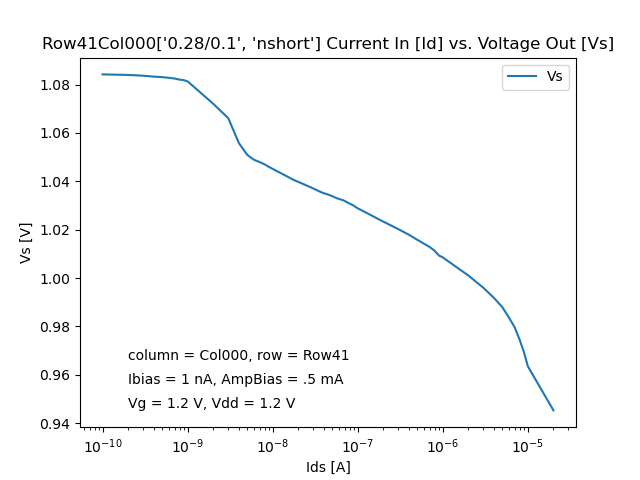 Row41Col000['0.28/0.1', 'nshort'] Current In [Id] vs. Voltage Out [Vs]
Vs
1.08
1.06
1.04
1.02
1.00
0.98
0.96
0.94
Vs [V]
column = Col000, row = Row41
Ibias = 1 nA, AmpBias = .5 mA
Vg = 1.2 V, Vdd = 1.2 V
10⁻¹⁰ 10⁻⁹ 10⁻⁸ 10⁻⁷ 10⁻⁶ 10⁻⁵
Ids [A]